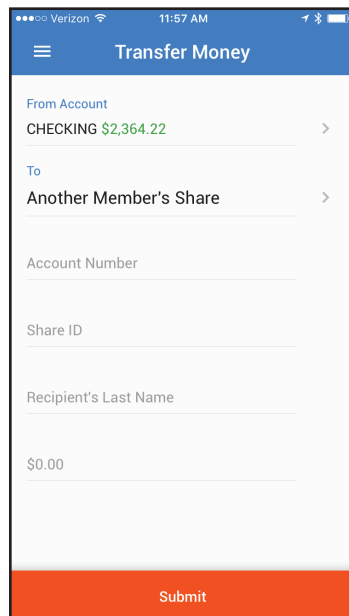 Verizon 11:57 AM
Transfer Money
From Account
CHECKING $2,364.22
To
Another Member's Share
Account Number
Share ID
Recipient's Last Name
$0.00
Submit